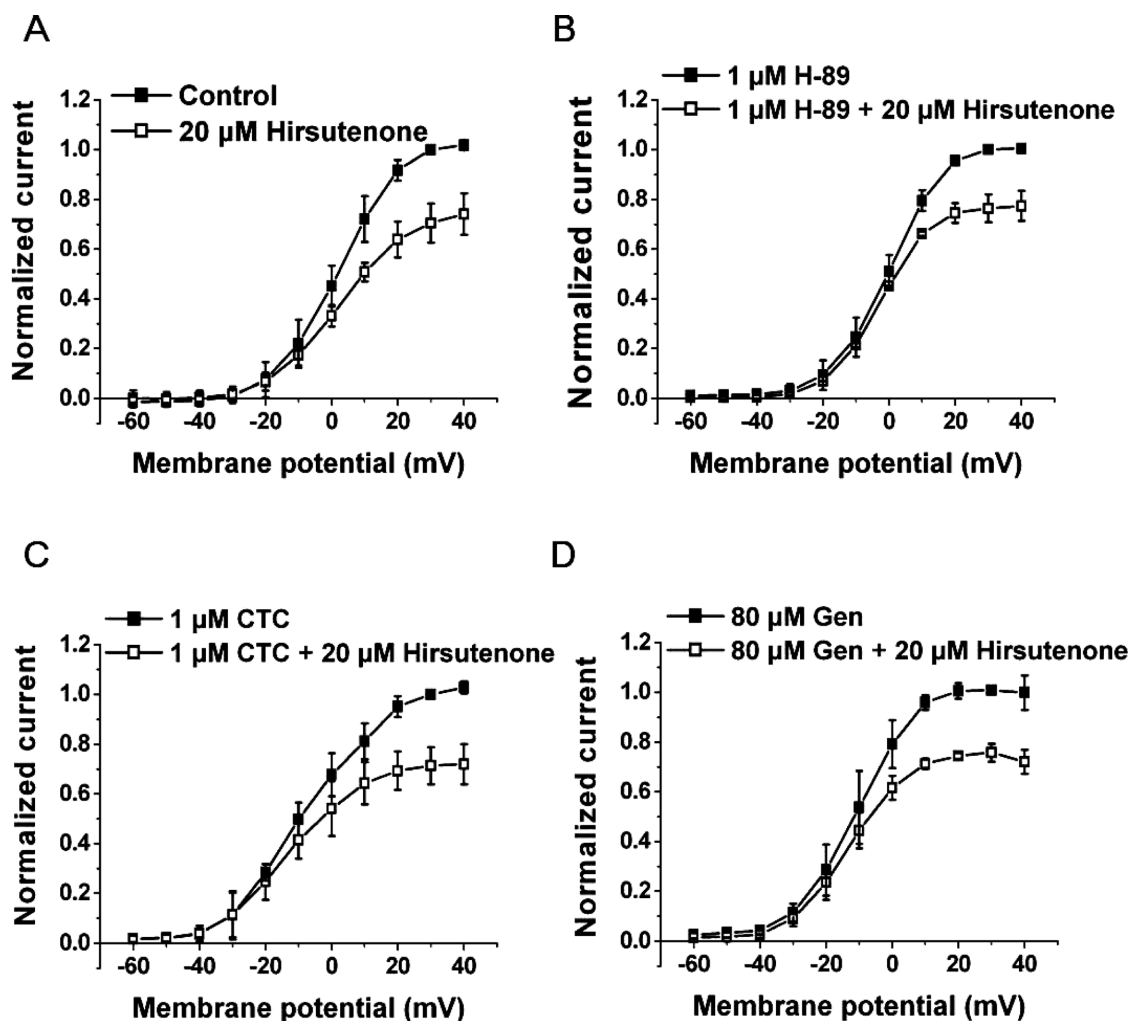 A
Control
20 µM Hirsutenone
1.2
1.0
0.8
0.6
0.4
0.2
0.0
-60 -40 -20 0 20 40
Normalized current
Membrane potential (mV)
B
1 µM H-89
1 µM H-89 + 20 µM Hirsutenone
1.2
1.0
0.8
0.6
0.4
0.2
0.0
-60 -40 -20 0 20 40
Normalized current
Membrane potential (mV)
C
1 µM CTC
1 µM CTC + 20 µM Hirsutenone
1.2
1.0
0.8
0.6
0.4
0.2
0.0
-60 -40 -20 0 20 40
Normalized current
Membrane potential (mV)
D
80 µM Gen
80 µM Gen + 20 µM Hirsutenone
1.2
1.0
0.8
0.6
0.4
0.2
0.0
-60 -40 -20 0 20 40
Normalized current
Membrane potential (mV)